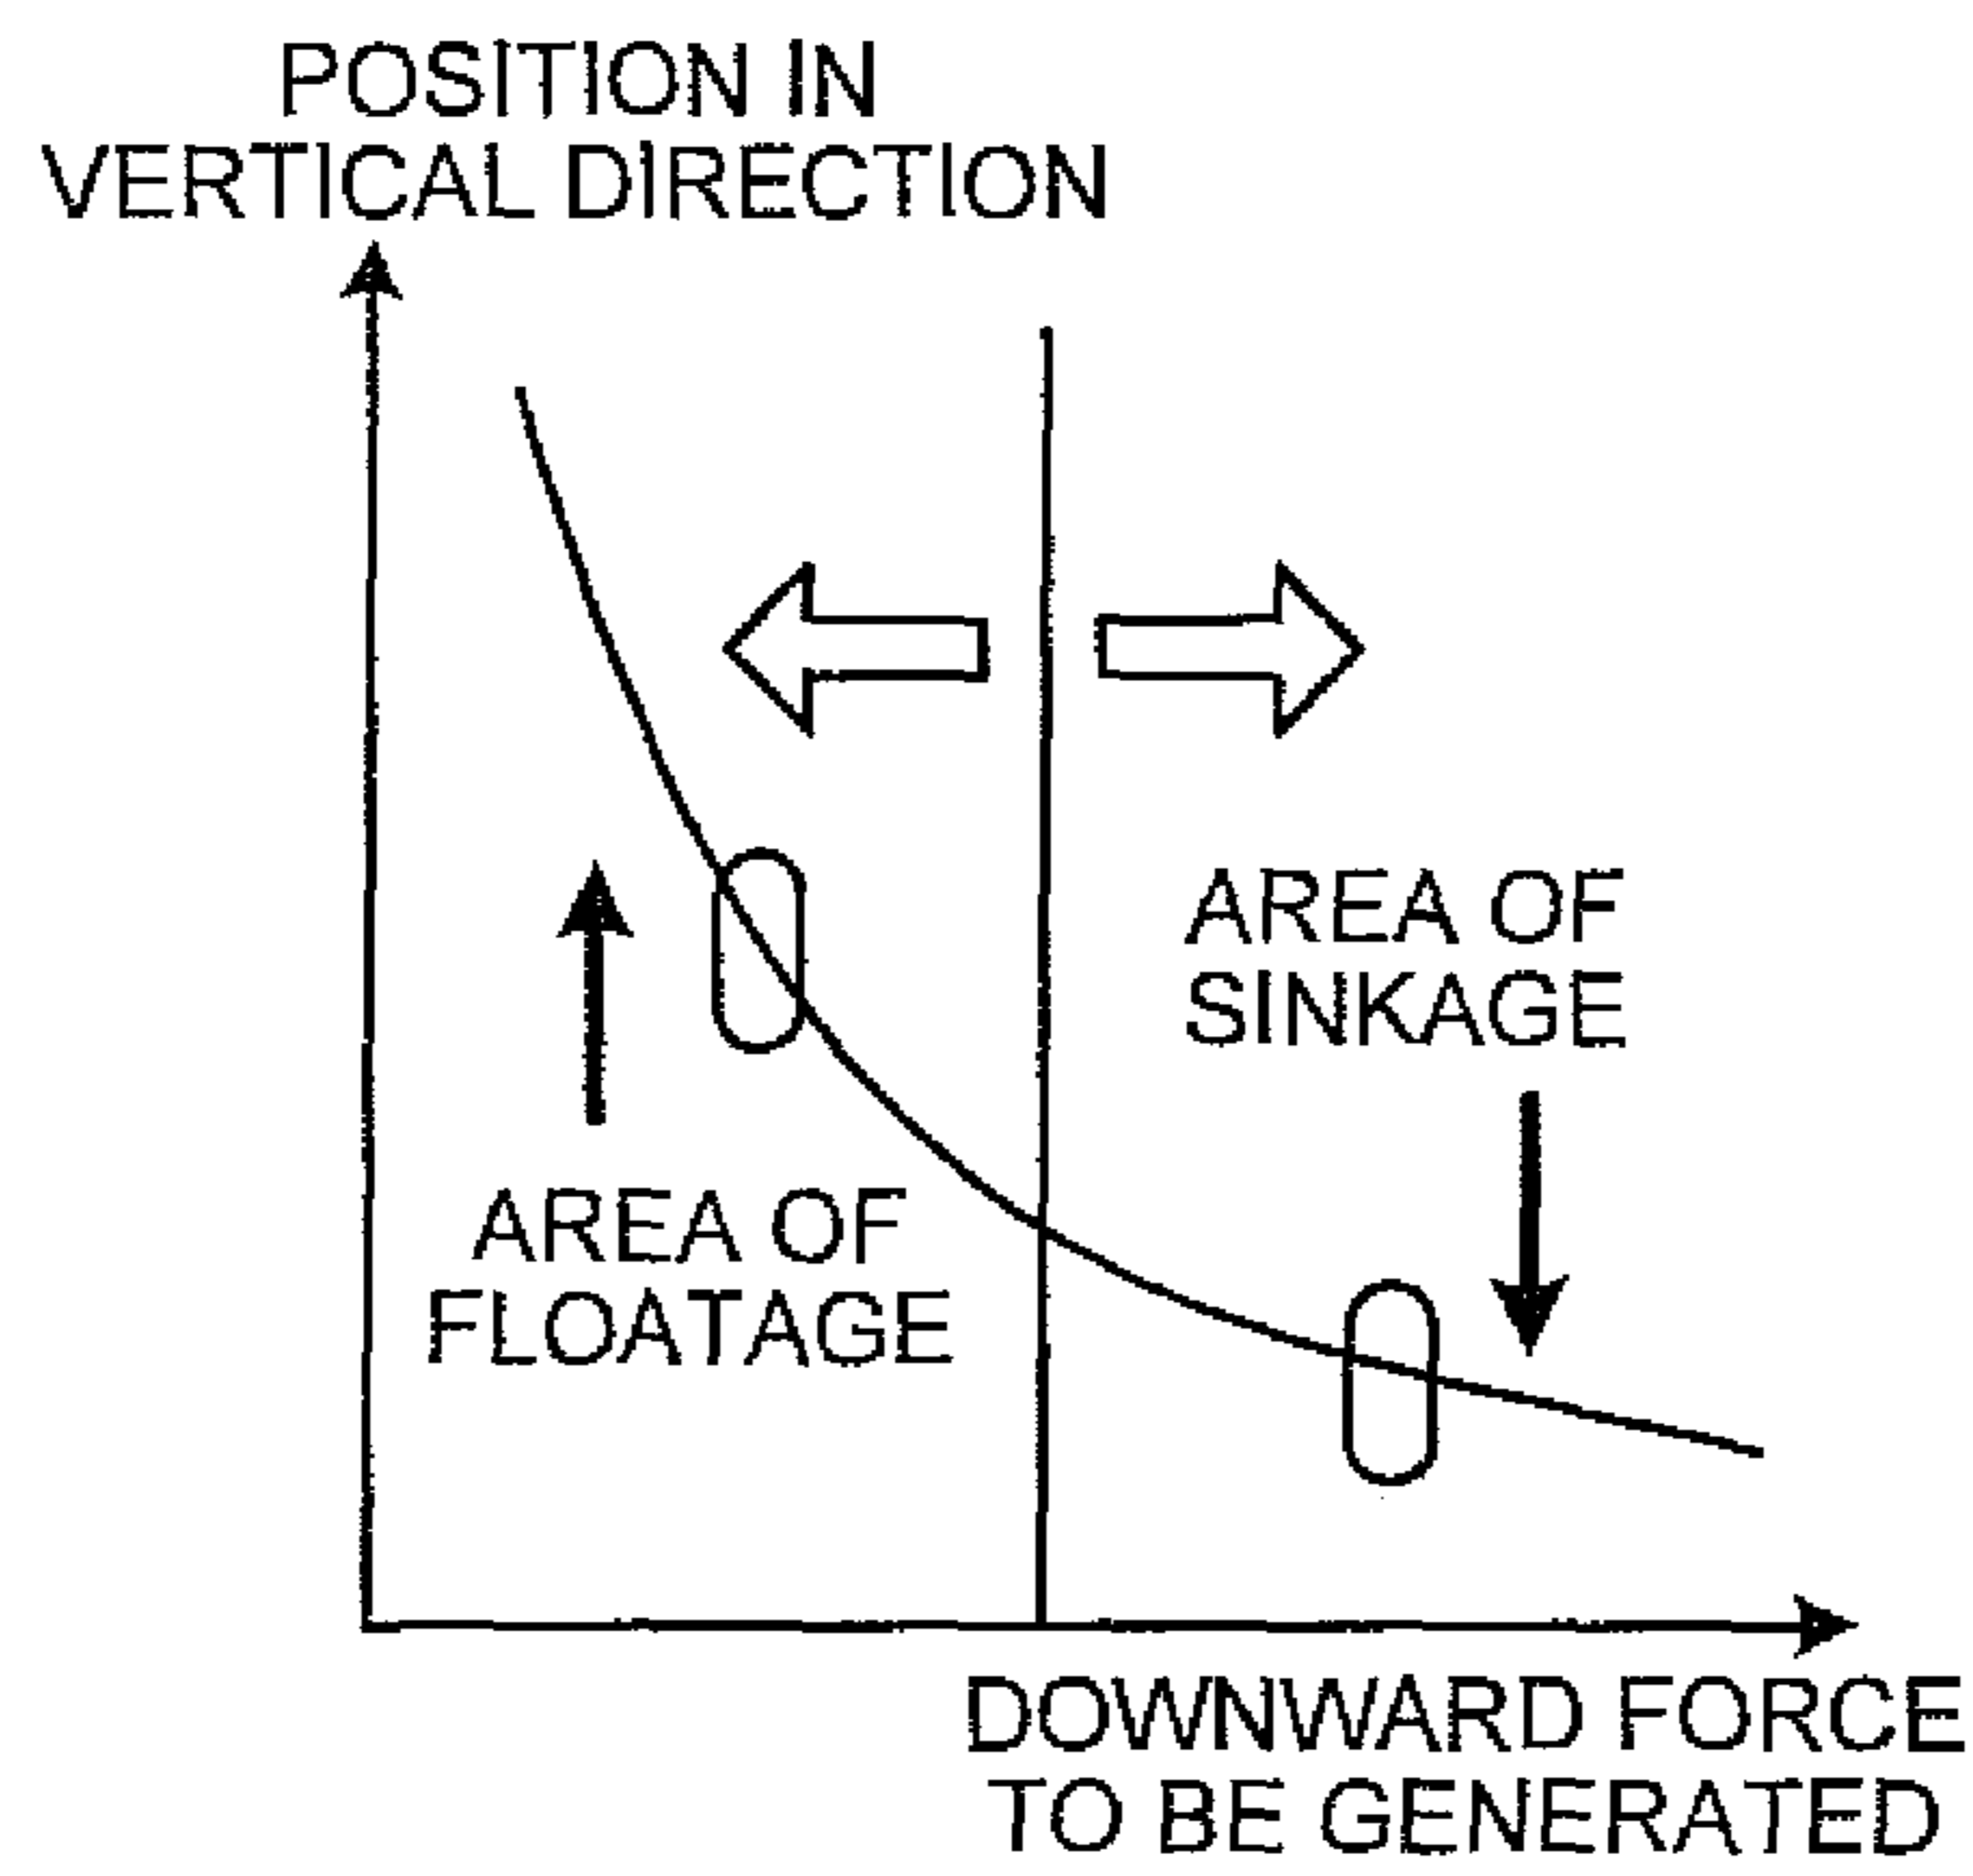 POSITION IN
VERTICAL DIRECTION
AREA OF
SINKAGE
AREA OF
FLOATAGE
DOWNWARD FORCE
TO BE GENERATED